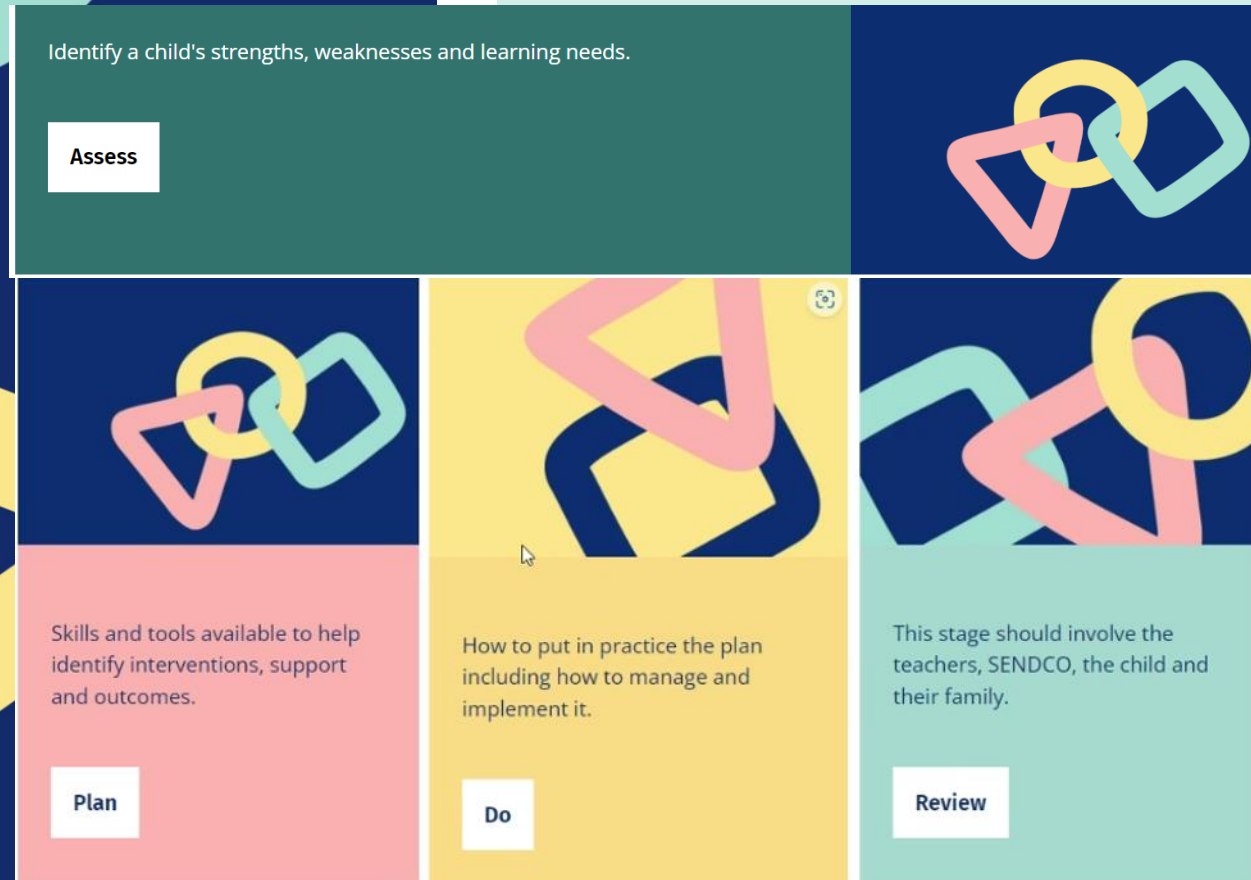 Identify a child's strengths, weaknesses and learning needs.
Assess
Skills and tools available to help
identify interventions, support
and outcomes.
Plan
How to put in practice the plan
including how to manage and
implement it.
Do
This stage should involve the
teachers, SENDCO, the child and
their family.
Review